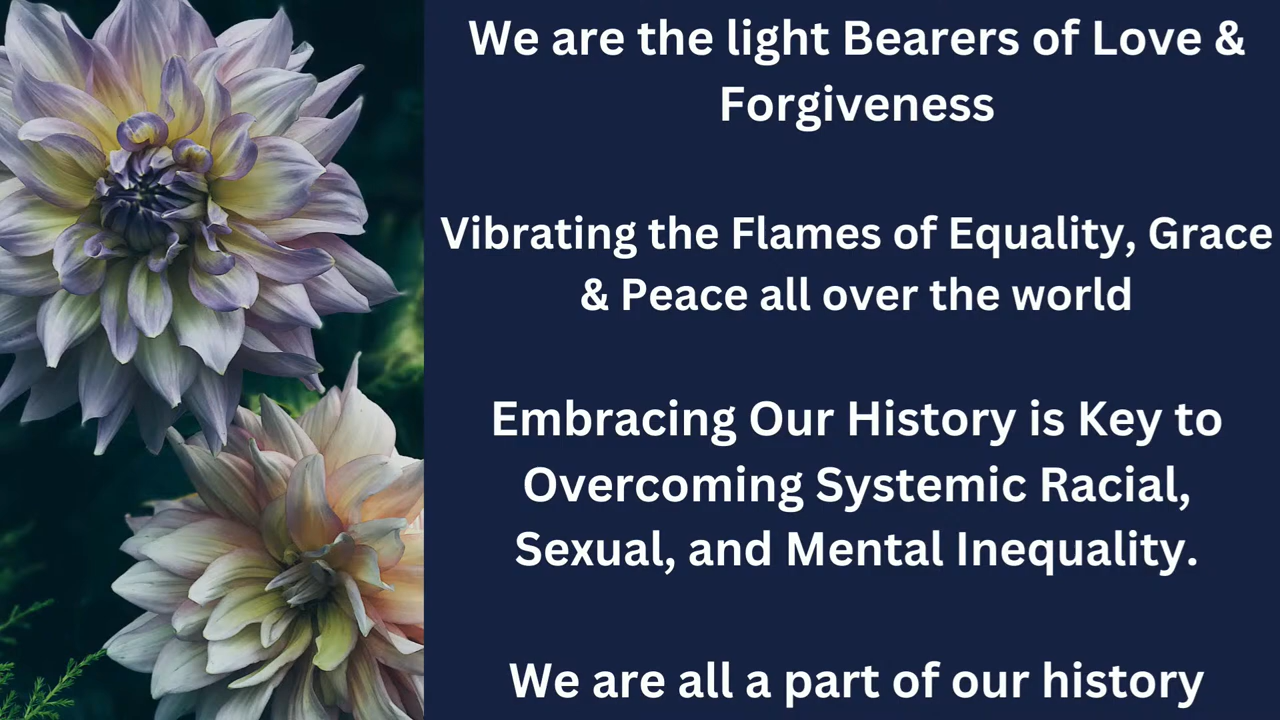 We are the light Bearers of Love &
Forgiveness
Vibrating the Flames of Equality, Grace
& Peace all over the world
Embracing Our History is Key to
Overcoming Systemic Racial,
Sexual, and Mental Inequality.
We are all a part of our history